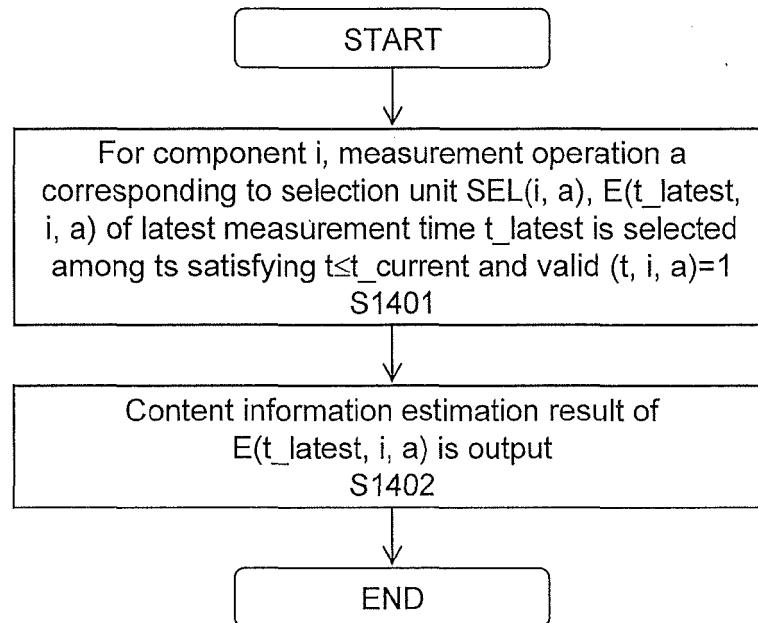 START
For component i, measurement operation a
corresponding to selection unit SEL(i, a), E(t_latest,
i, a) of latest measurement time t_latest is selected
among ts satisfying t≤t_current and valid (t, i, a)=1
S1401
Content information estimation result of
E(t_latest, i, a) is output
S1402
END